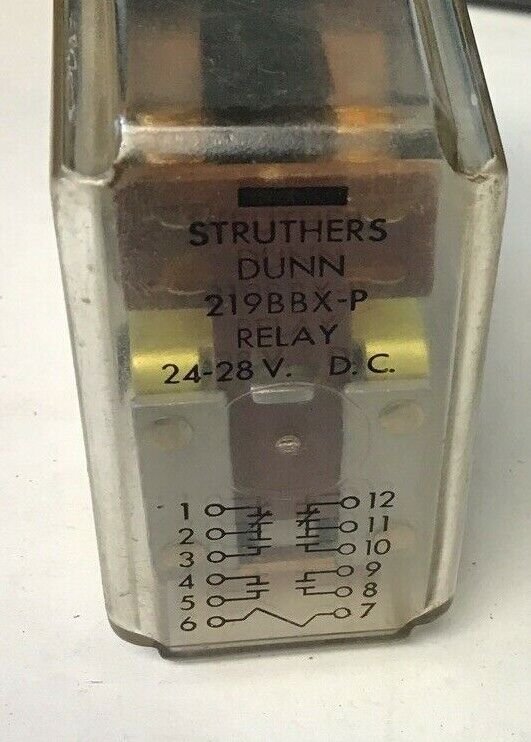 STRUTHERS
DUNN
219BBX-P
RELAY
24-28 V. D.C.
1 12
2 11
3 10
4 9
5 8
6 7